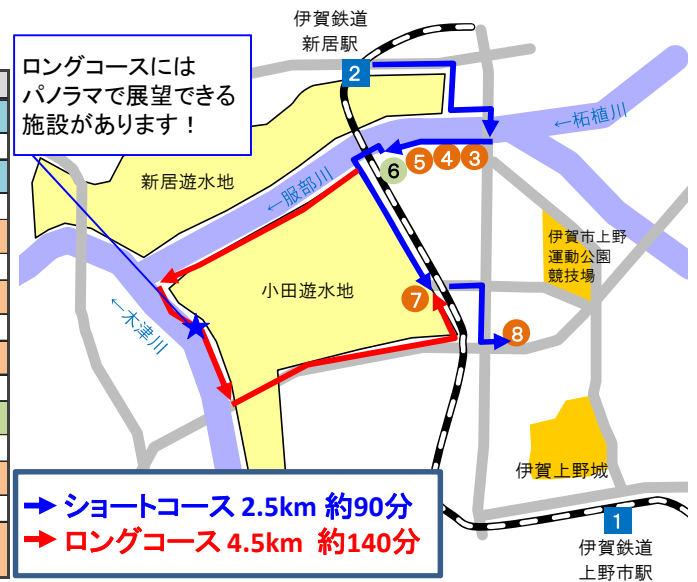 伊賀鉄道
新居駅
2
ロングコースには
パノラマで展望できる
施設があります！
←柘植川
6
5
4
3
新居遊水地
←服部川
伊賀市上野
運動公園
競技場
小田遊水地
7
←木津川
8
伊賀上野城
ショートコース 2.5km 約90分
ロングコース 4.5km 約140分
1
伊賀鉄道
上野市駅